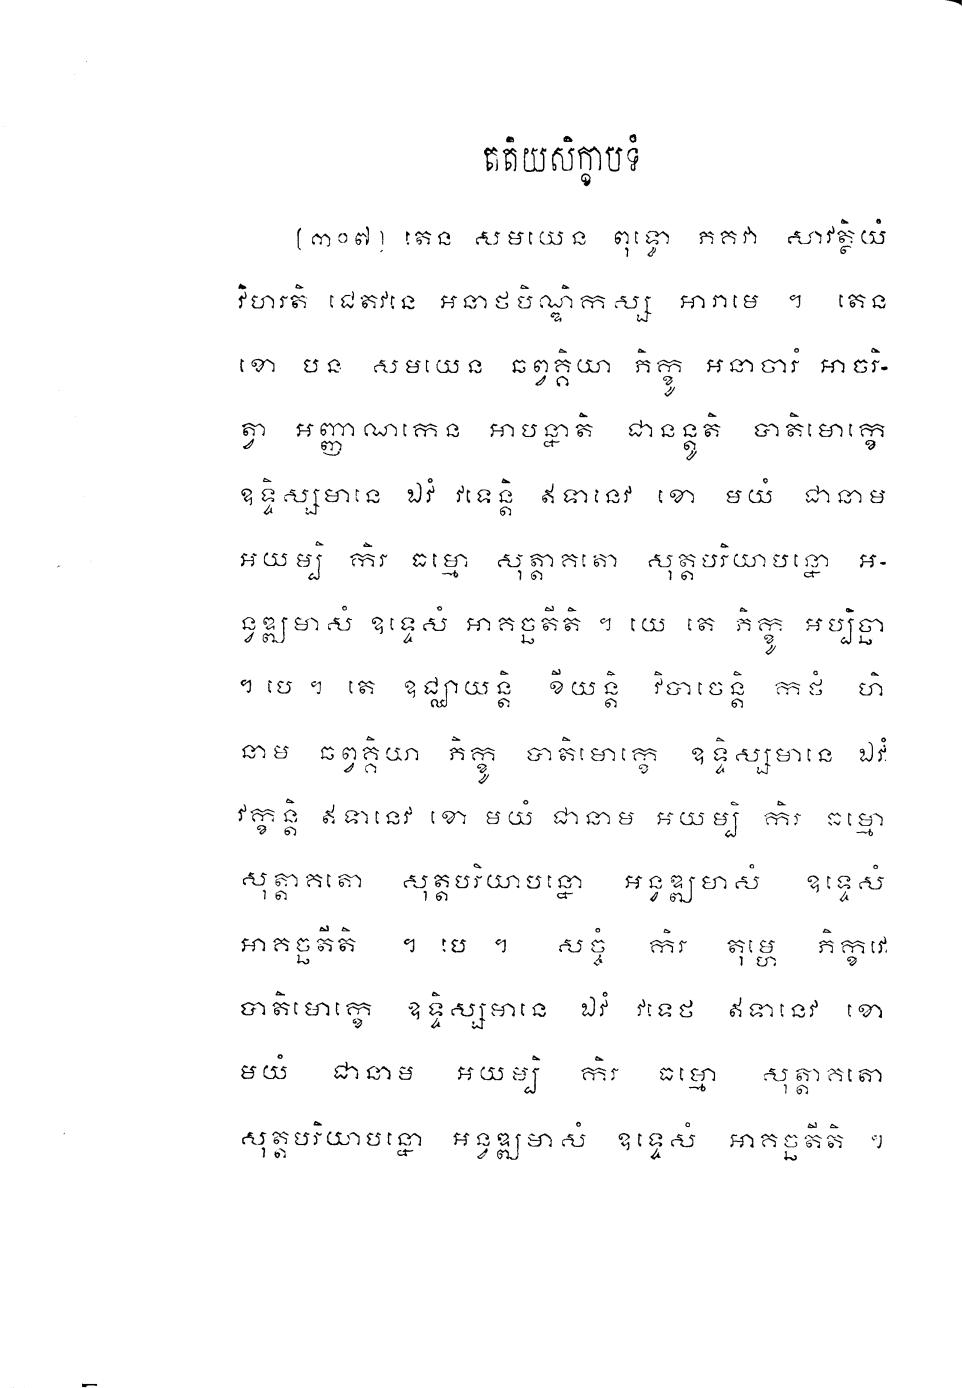 តតិយសិក្ខាបទំ
(៣០៧) តេន សមយេន ពុទ្ធោ ភគវា សាវត្ថិយំ
វិហរតិ ជេតវនេ អនាថបិណ្ឌិកស្ស អារាមេ ។ តេន
ខោ បន សមយេន ឆព្វគ្គិយា ភិក្ខូ អនាចារំ អាចរិ-
ត្វា អញ្ញាណកេន អាបន្នាតិ ជានន្តូតិ បាតិមោក្ខេ
ឧទ្ទិស្សមានេ ឯវំ វទេន្តិ ឥទានេវ ខោ មយំ ជានាម
អយម្បិ កិរ ធម្មោ សុត្តាគតោ សុត្តបរិយាបន្នោ អ-
ន្វឌ្ឍមាសំ ឧទ្ទេសំ អាគច្ឆតីតិ ។ យេ តេ ភិក្ខូ អប្បិច្ឆា
។ បេ ។ តេ ឧជ្ឈាយន្តិ ខីយន្តិ វិបាចេន្តិ កថំ ហិ
នាម ឆព្វគ្គិយា ភិក្ខូ បាតិមោក្ខេ ឧទ្ទិស្សមានេ ឯវំ
វក្ខន្តិ ឥទានេវ ខោ មយំ ជានាម អយម្បិ កិរ ធម្មោ
សុត្តាគតោ សុត្តបរិយាបន្នោ អន្វឌ្ឍមាសំ ឧទ្ទេសំ
អាគច្ឆតីតិ ។ បេ ។ សច្ចំ កិរ តុម្ហេ ភិក្ខវេ
បាតិមោក្ខេ ឧទ្ទិស្សមានេ ឯវំ វទេថ ឥទានេវ ខោ
មយំ ជានាម អយម្បិ កិរ ធម្មោ សុត្តាគតោ
សុត្តបរិយាបន្នោ អន្វឌ្ឍមាសំ ឧទ្ទេសំ អាគច្ឆតីតិ ។